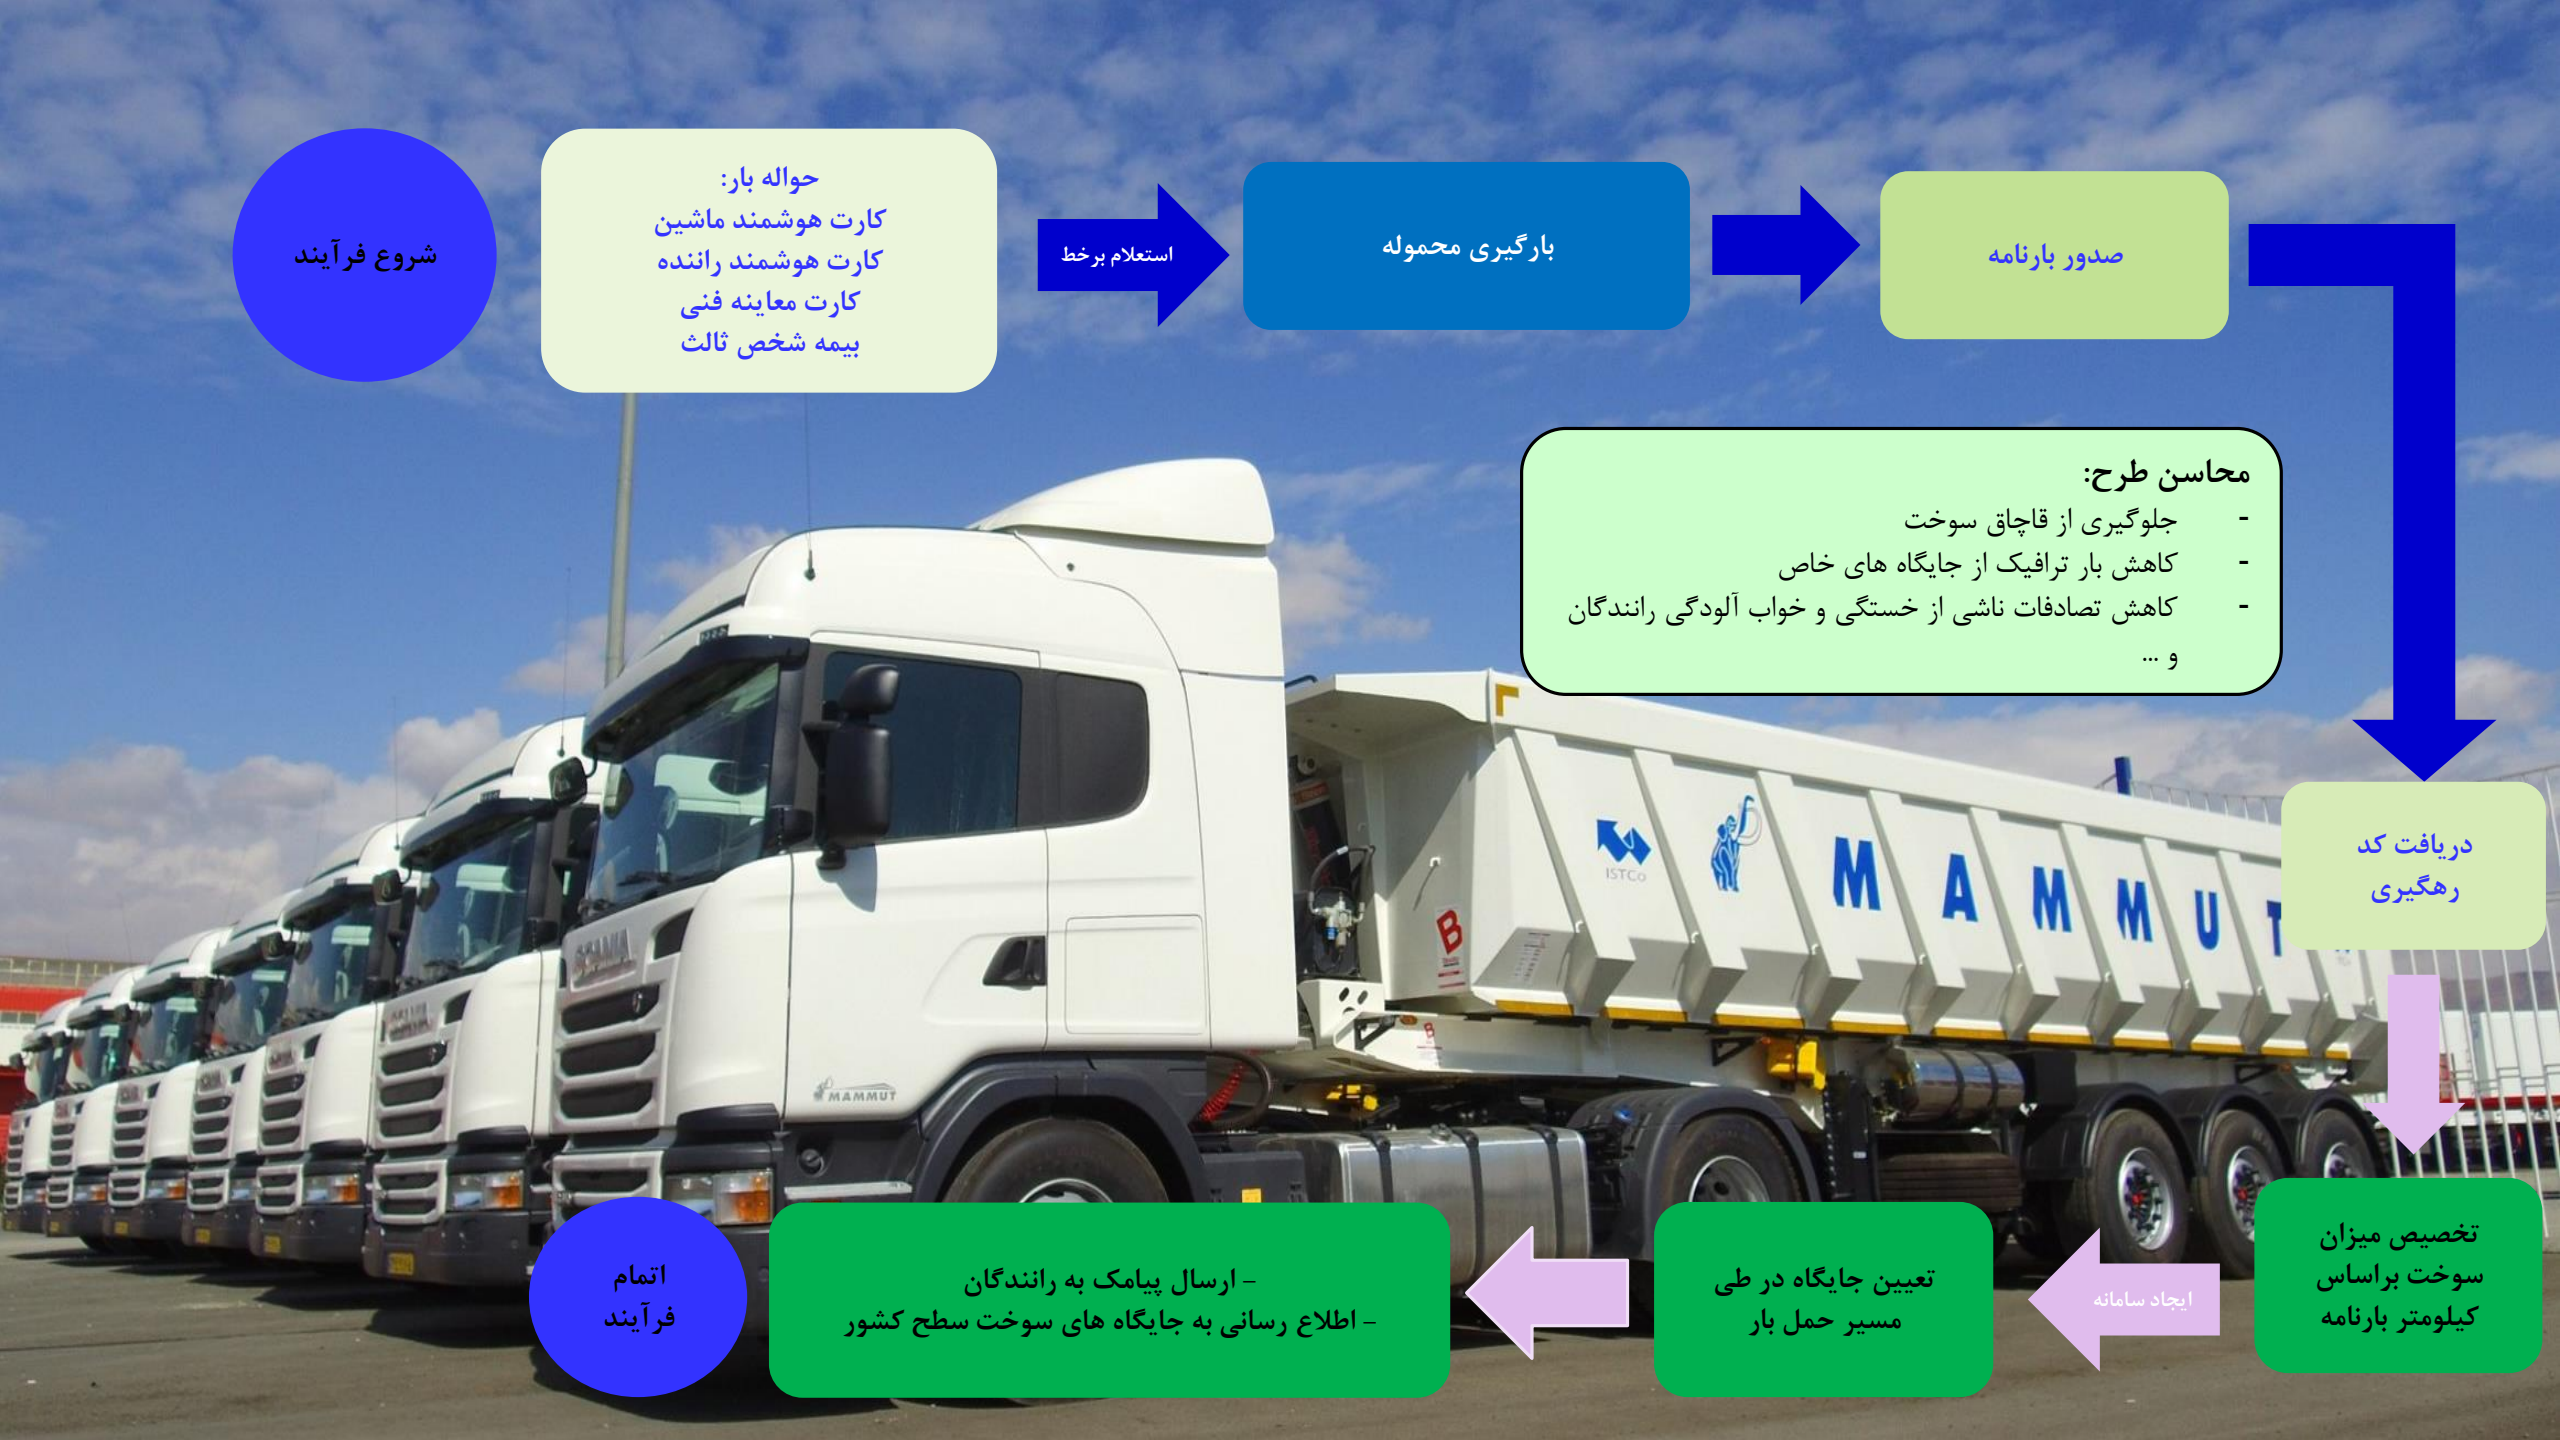 شروع فرآیند
حواله بار:
کارت هوشمند ماشین
کارت هوشمند راننده
کارت معاینه فنی
بیمه شخص ثالث
استعلام برخط
بارگیری محموله
صدور بارنامه
محاسن طرح:
- جلوگیری از قاچاق سوخت
- کاهش بار ترافیک از جایگاه های خاص
- کاهش تصادفات ناشی از خستگی و خواب آلودگی رانندگان
و ...
دریافت کد
رهگیری
تخصیص میزان
سوخت براساس
کیلومتر بارنامه
ایجاد سامانه
تعیین جایگاه در طی
مسیر حمل بار
- ارسال پیامک به رانندگان
- اطلاع رسانی به جایگاه های سوخت سطح کشور
اتمام
فرآیند
ISTCo
MAMMUT
B
SCANIA
MAMMUT